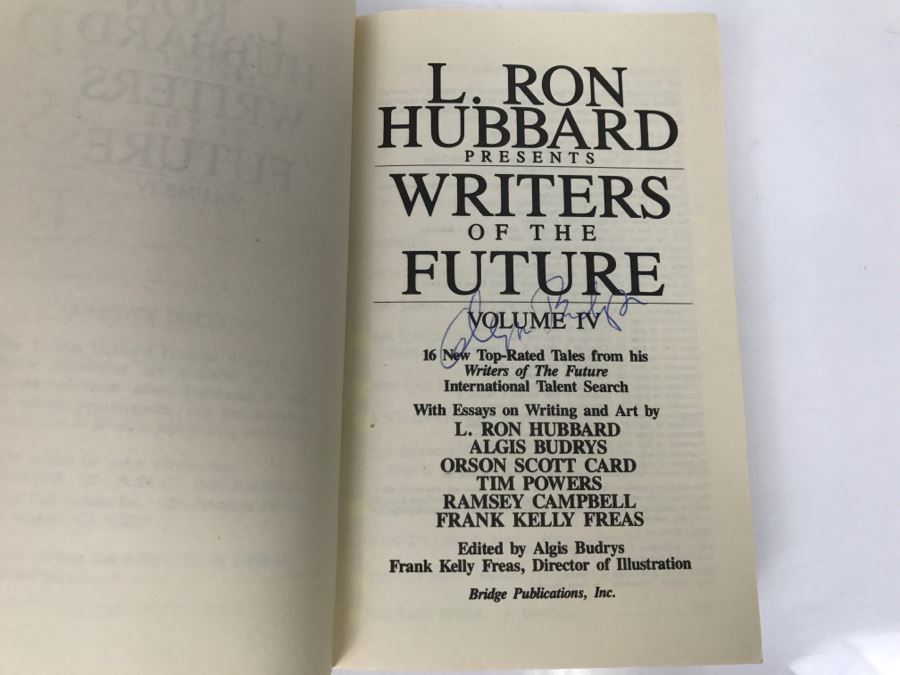 L. RON
HUBBARD
PRESENTS
WRITERS
OF THE
FUTURE
Algis Budrys
VOLUME IV
16 New Top-Rated Tales from his
Writers of The Future
International Talent Search
With Essays on Writing and Art by
L. RON HUBBARD
ALGIS BUDRYS
ORSON SCOTT CARD
TIM POWERS
RAMSEY CAMPBELL
FRANK KELLY FREAS
Edited by Algis Budrys
Frank Kelly Freas, Director of Illustration
Bridge Publications, Inc.